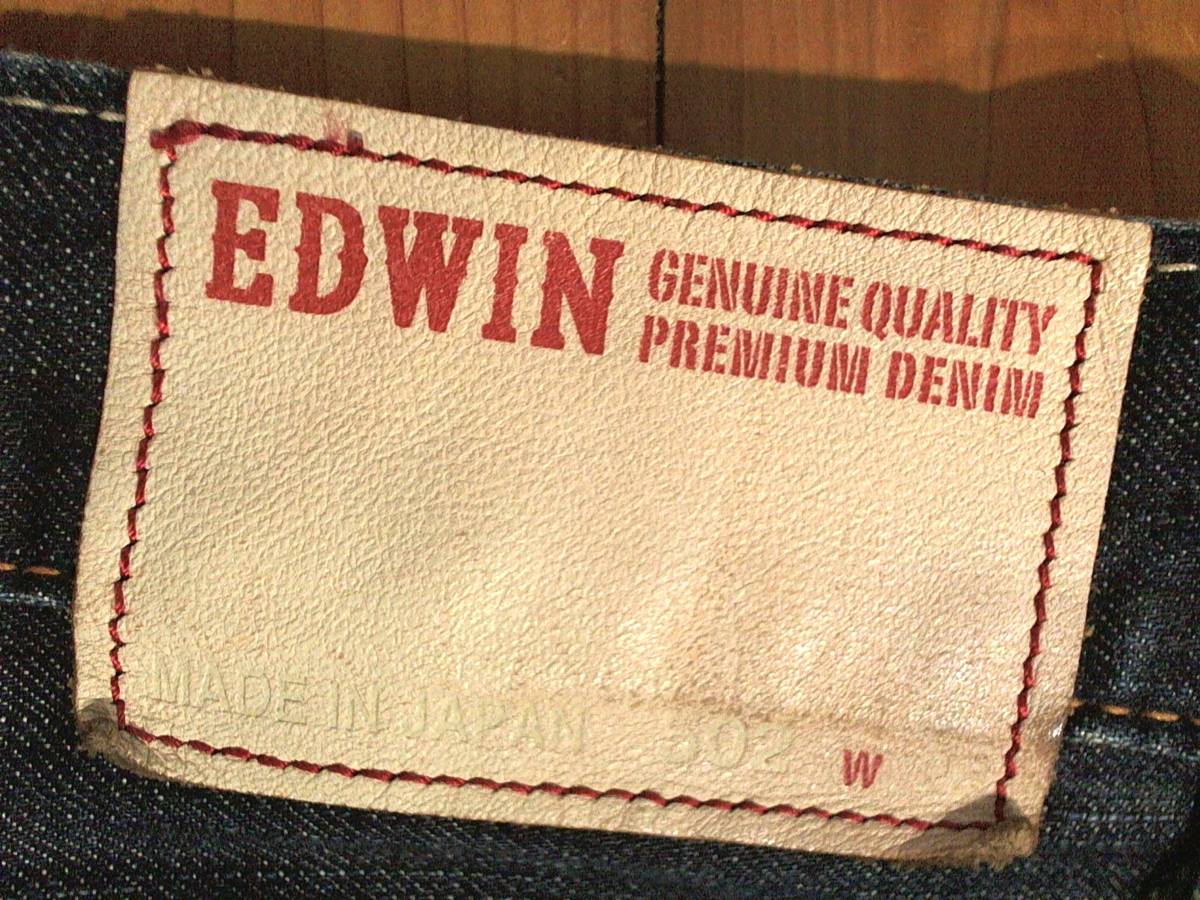 EDWIN
GENUINE QUALITY
PREMIUM DENIM
MADE IN JAPAN 502 W